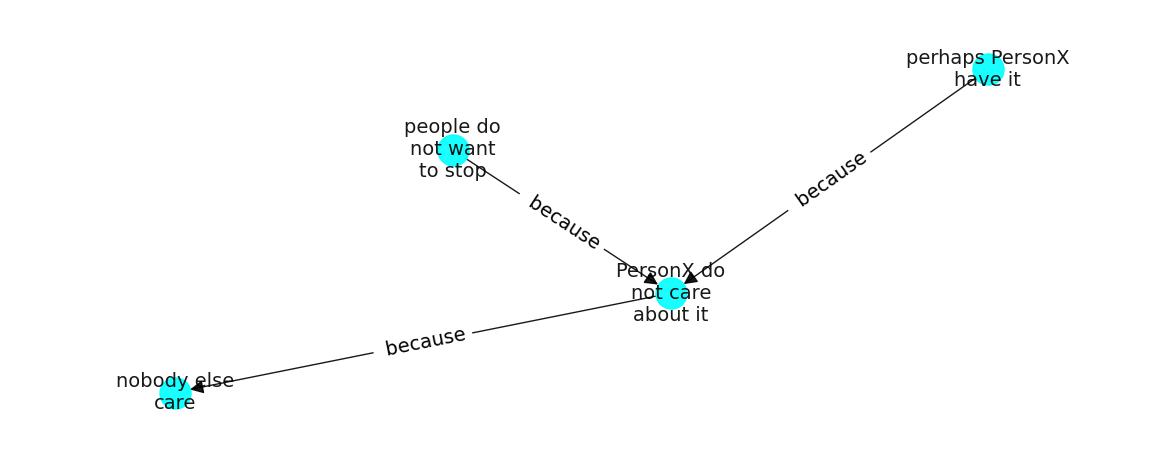 perhaps PersonX
have it
people do
not want
to stop
because
because
PersonX do
not care
about it
because
nobody else
care